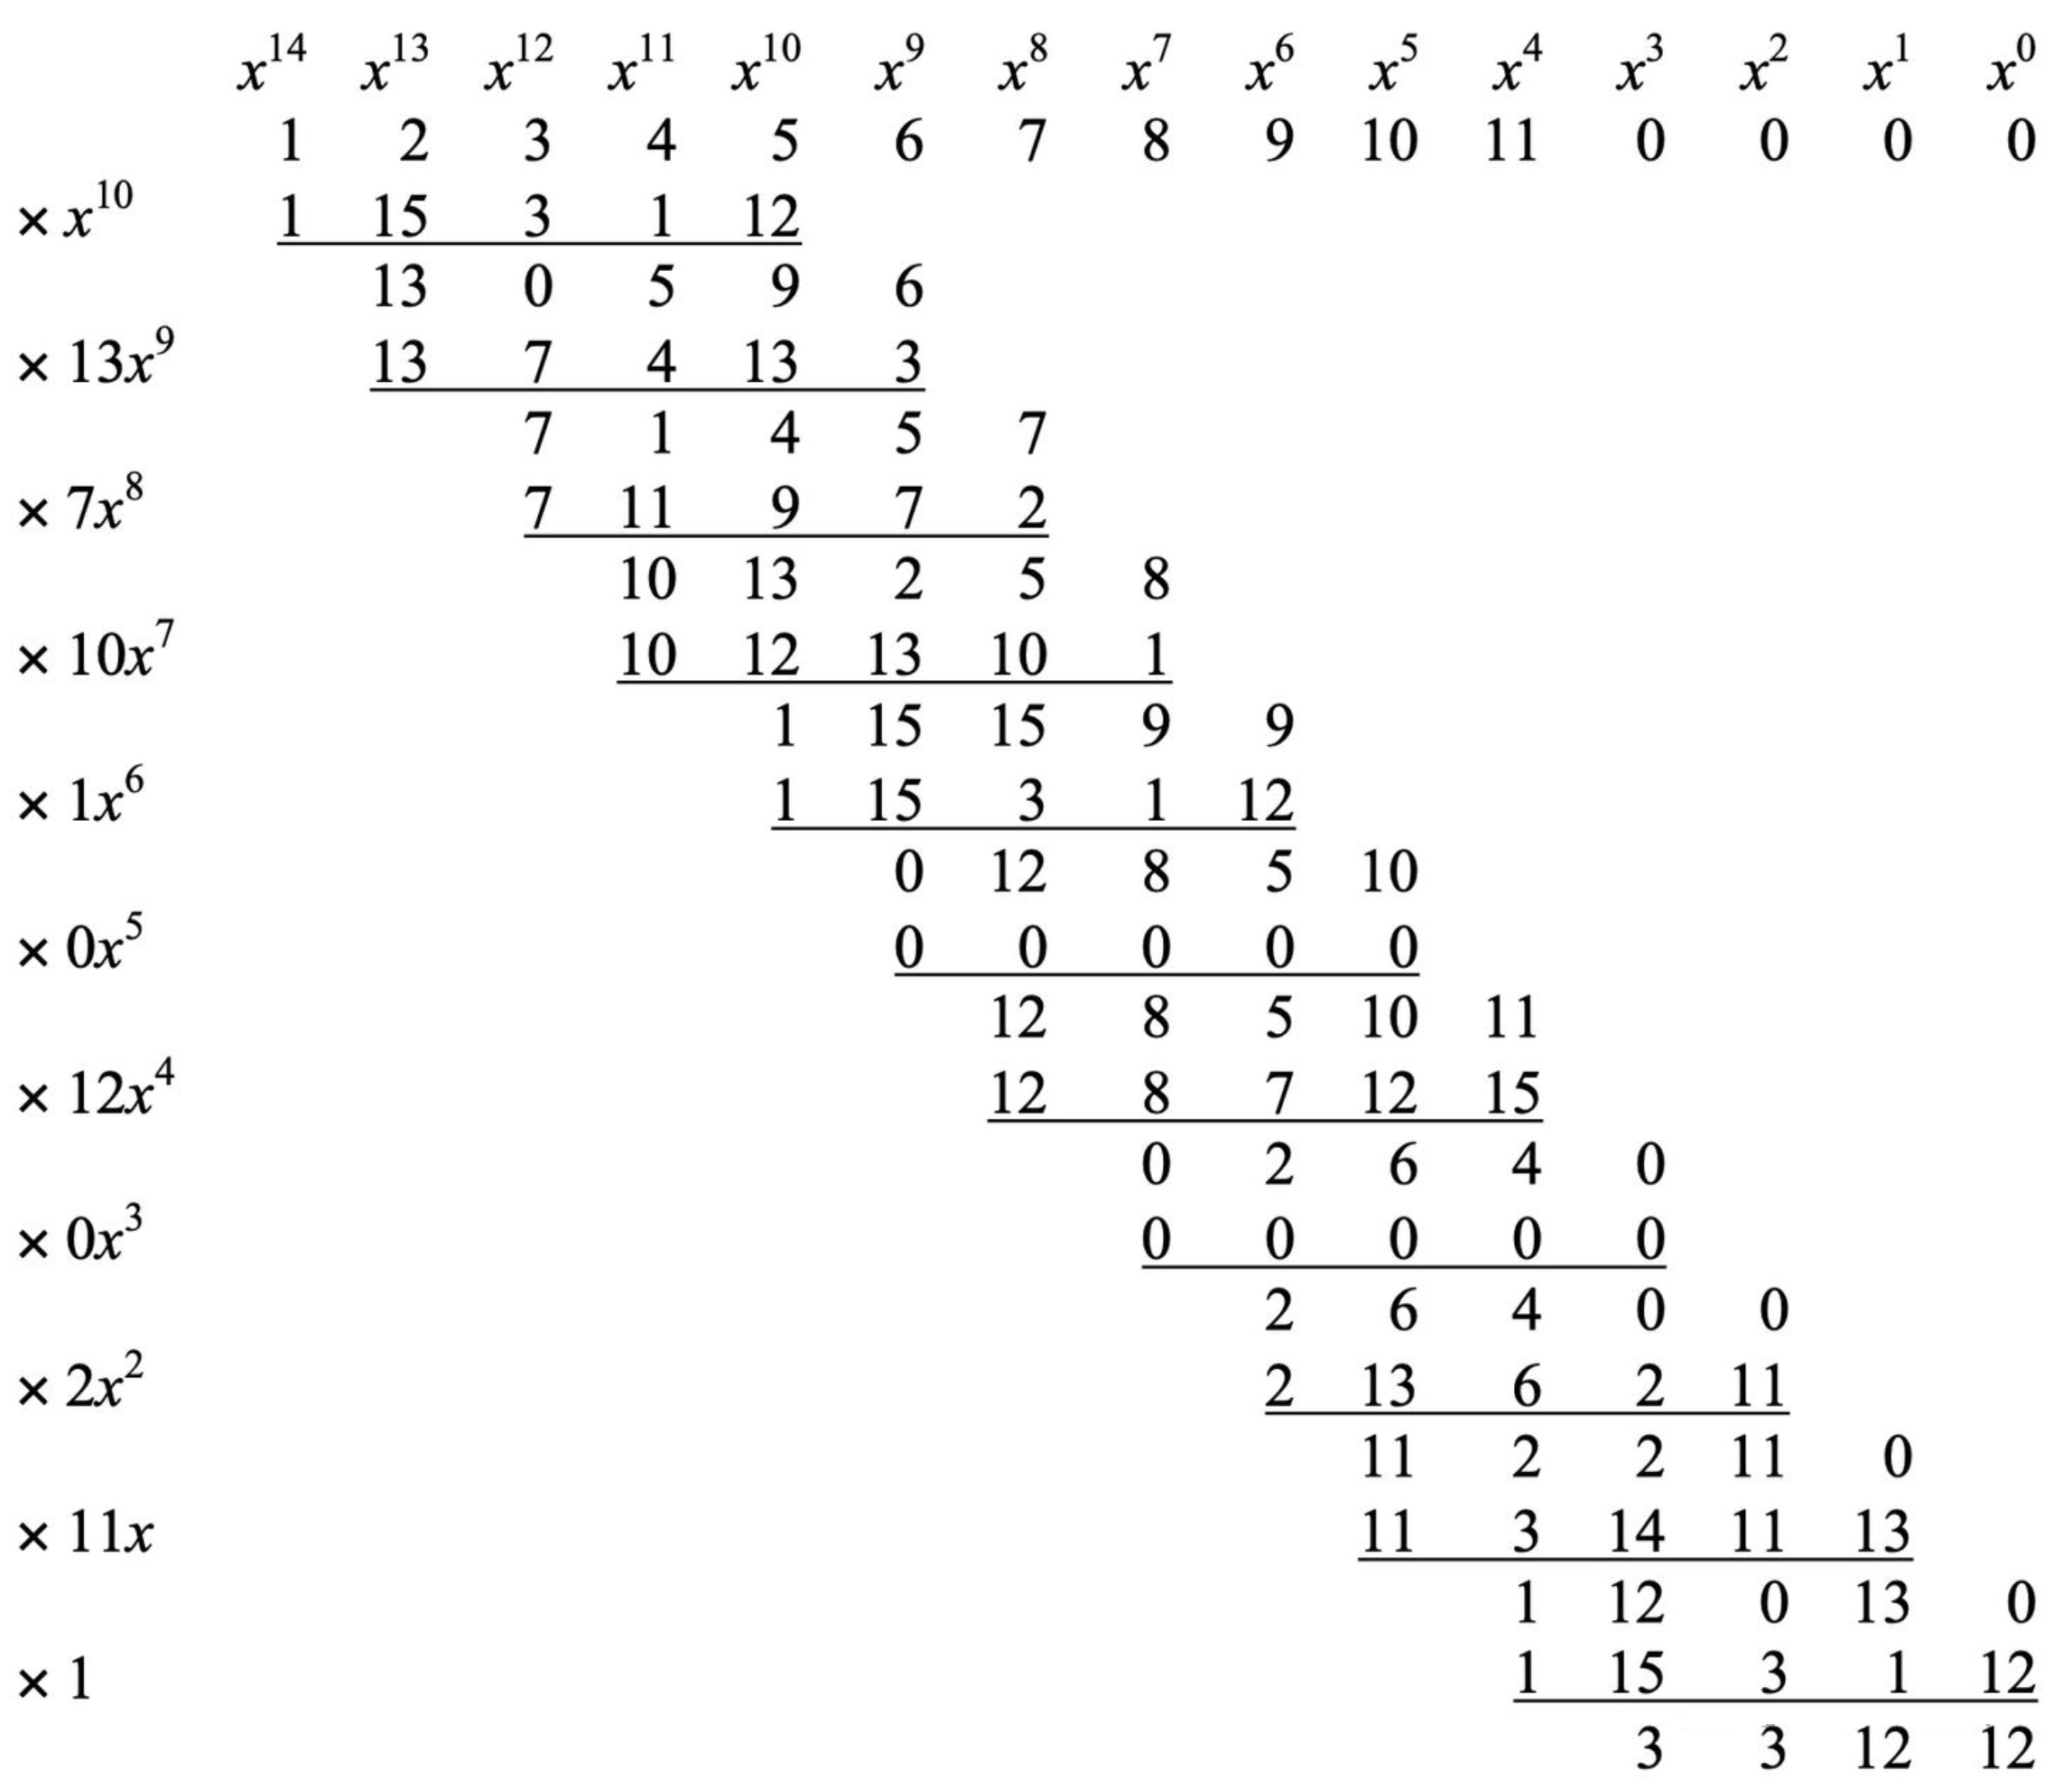 x^14 x^13 x^12 x^11 x^10 x^9 x^8 x^7 x^6 x^5 x^4 x^3 x^2 x^1 x^0
1 2 3 4 5 6 7 8 9 10 11 0 0 0 0
× x^10 1 15 3 1 12
13 0 5 9 6
× 13x^9 13 7 4 13 3
7 1 4 5 7
× 7x^8 7 11 9 7 2
10 13 2 5 8
× 10x^7 10 12 13 10 1
1 15 15 9 9
× 1x^6 1 15 3 1 12
0 12 8 5 10
× 0x^5 0 0 0 0 0
12 8 5 10 11
× 12x^4 12 8 7 12 15
0 2 6 4 0
× 0x^3 0 0 0 0 0
2 6 4 0 0
× 2x^2 2 13 6 2 11
11 2 2 11 0
× 11x 11 3 14 11 13
1 12 0 13 0
× 1 1 15 3 1 12
3 3 12 12